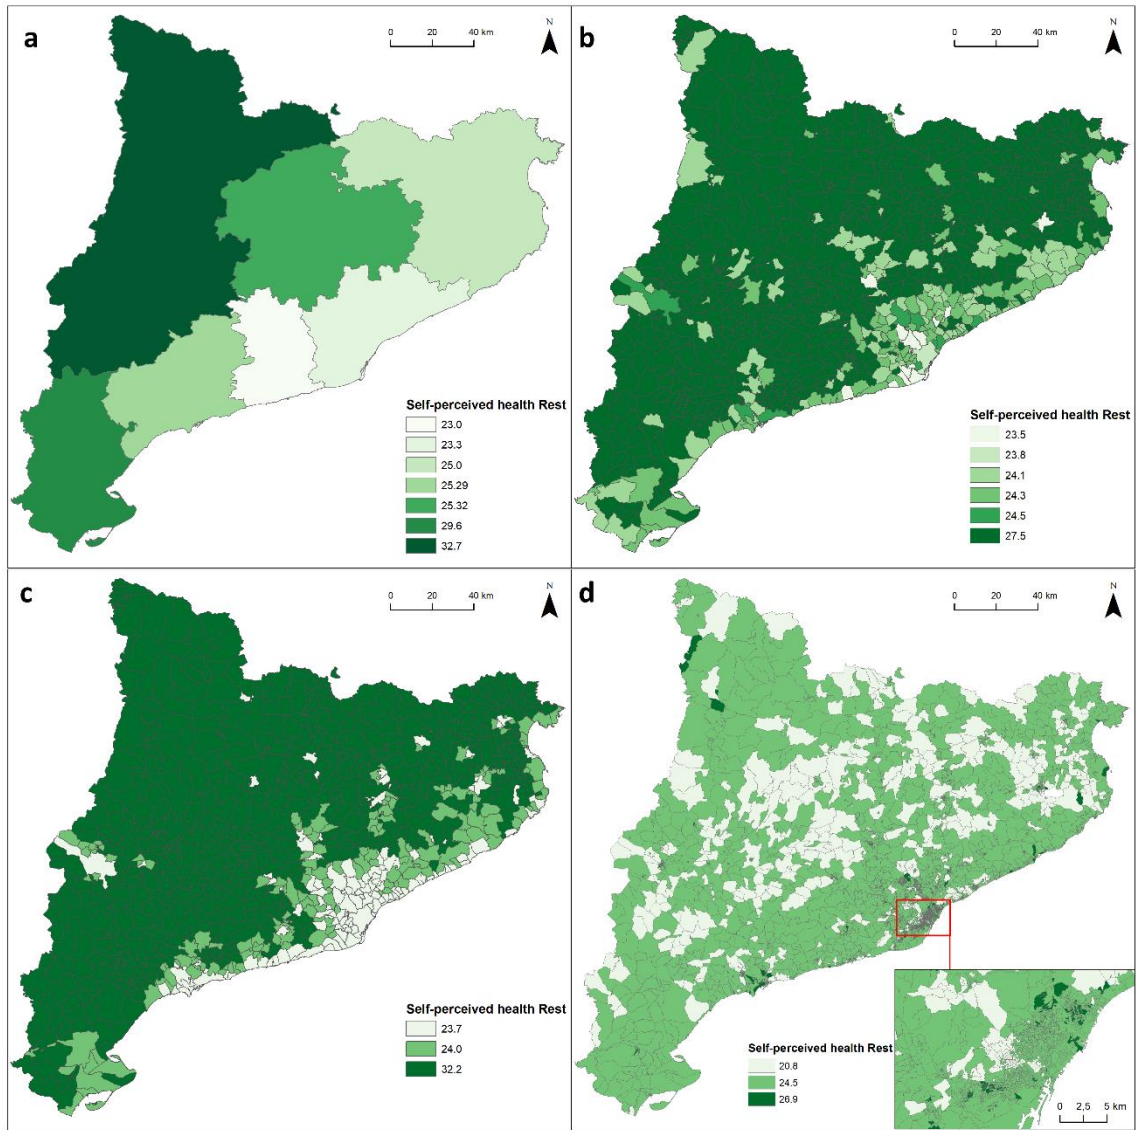 a
0 20 40 km
N
Self-perceived health Rest
23.0
23.3
25.0
25.29
25.32
29.6
32.7
b
0 20 40 km
N
Self-perceived health Rest
23.5
23.8
24.1
24.3
24.5
27.5
c
0 20 40 km
N
Self-perceived health Rest
23.7
24.0
32.2
d
0 20 40 km
N
Self-perceived health Rest
20.8
24.5
26.9
0 2,5 5 km